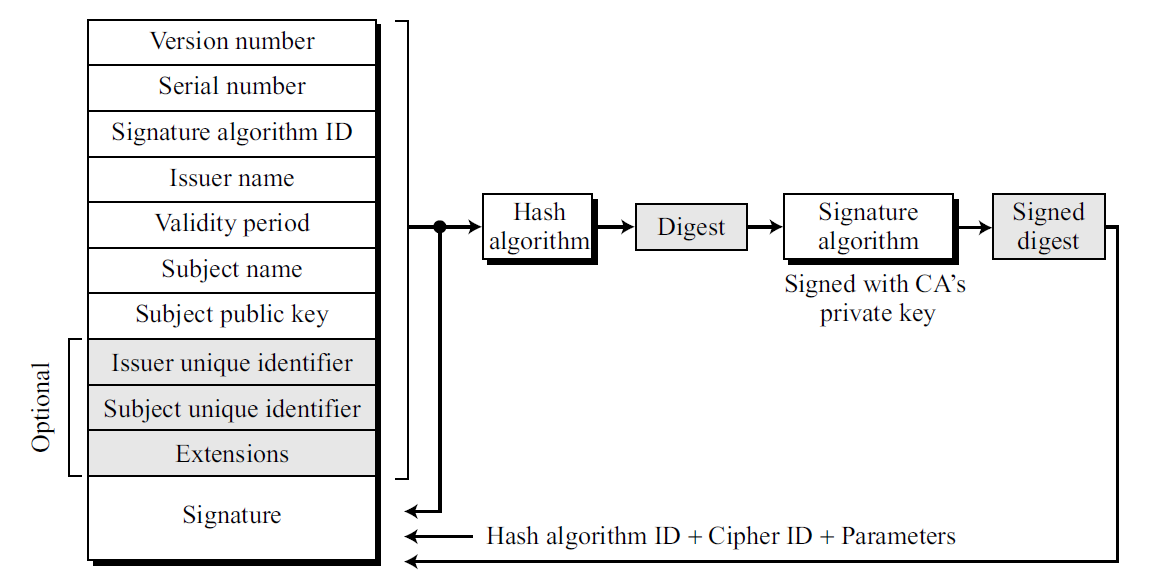 Version number
Serial number
Signature algorithm ID
Issuer name
Validity period
Subject name
Subject public key
Optional
Issuer unique identifier
Subject unique identifier
Extensions
Signature
Hash
algorithm
Digest
Signature
algorithm
Signed with CA's
private key
Signed
digest
Hash algorithm ID + Cipher ID + Parameters